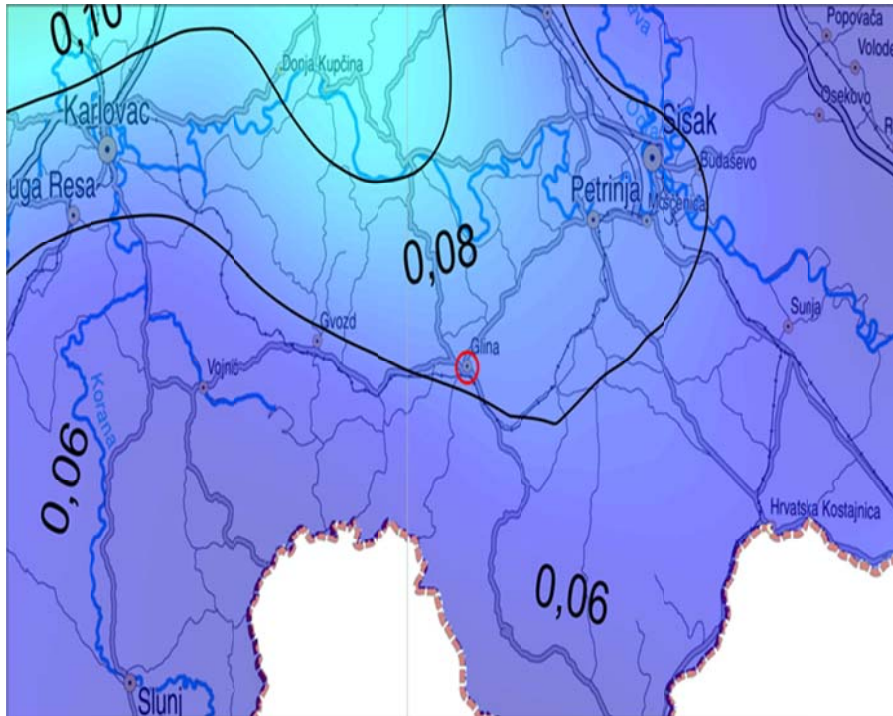 0,10
Popovača
Volode
Donja Kupčina
Osekovo
Karlovac
Sisak
Budaševo
uga Resa
Petrinja
Mošćenica
0,08
Sunja
Gvozd
Glina
Vojnić
Korana
0,06
Hrvatska Kostajnica
0,06
Slunj